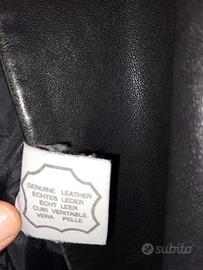 GENUINE LEATHER
ECHTES LEDER
ECHT LEER
CUIR VERITABLE
VERA PELLE
subito